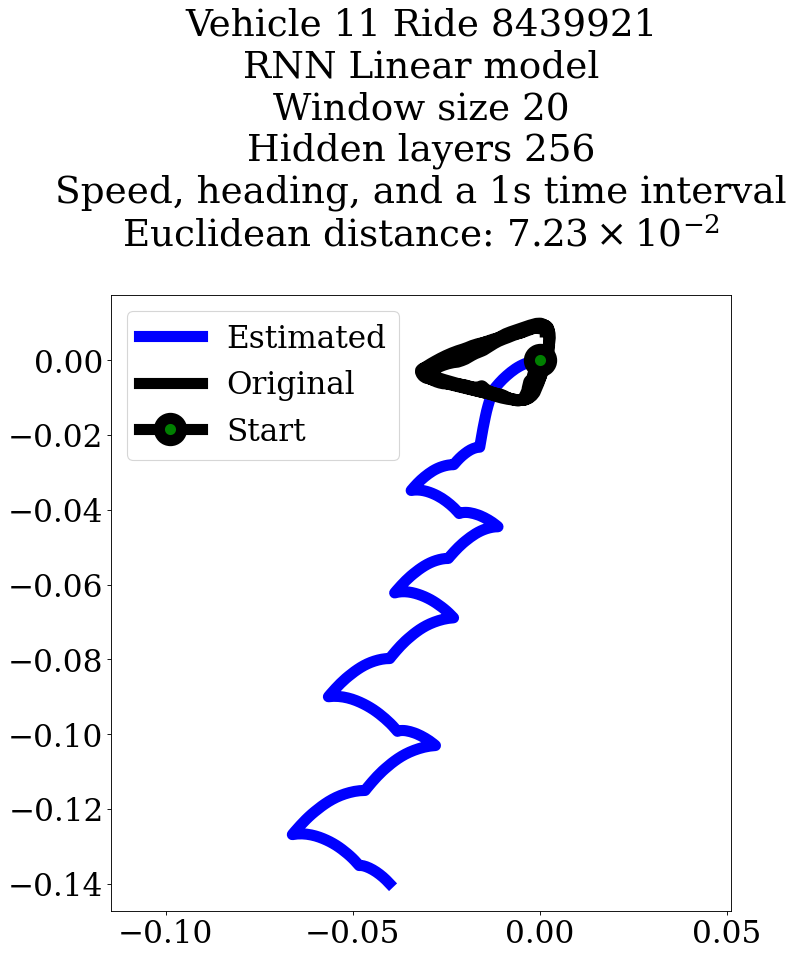 Vehicle 11 Ride 8439921
RNN Linear model
Window size 20
Hidden layers 256
Speed, heading, and a 1s time interval
Euclidean distance: 7.23 × 10⁻²
Estimated
Original
Start
0.00
−0.02
−0.04
−0.06
−0.08
−0.10
−0.12
−0.14
−0.10
−0.05
0.00
0.05